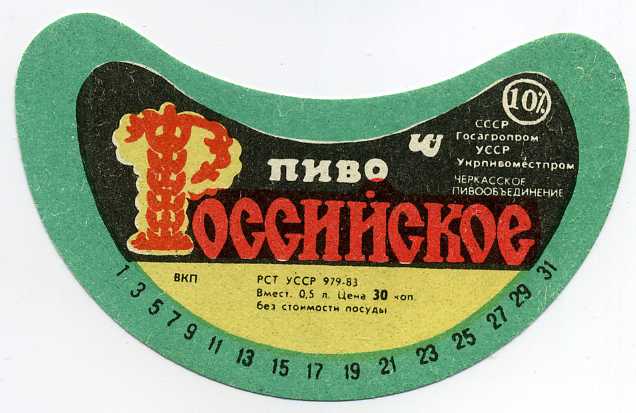 10%
СССР
Госагропром
УССР
Укрпивоместпром
ЧЕРКАССКОЕ
ПИВООБЪЕДИНЕНИЕ
ПИВО
РОССИЙСКОЕ
ВКП
РСТ УССР 979-83
Вмест. 0,5 л. Цена 30 коп.
без стоимости посуды
1 3 5 7 9 11 13 15 17 19 21 23 25 27 29 31